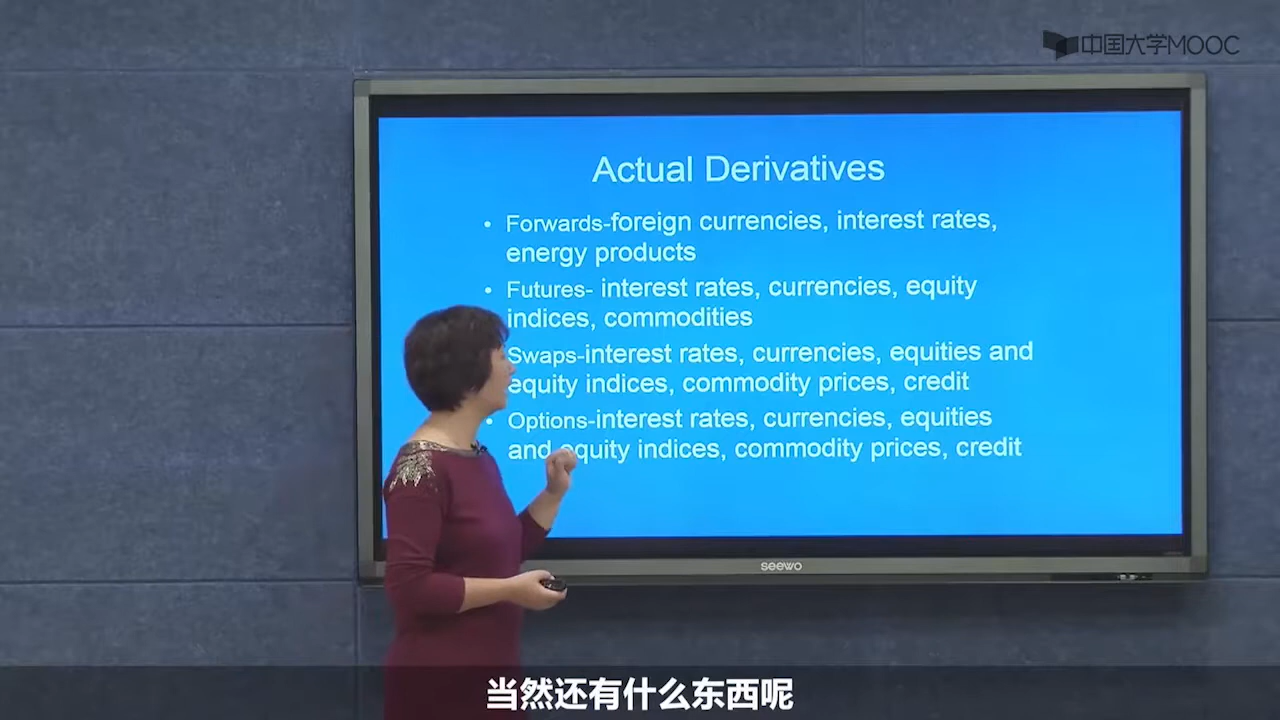 中国大学MOOC
Actual Derivatives
• Forwards-foreign currencies, interest rates,
energy products
• Futures- interest rates, currencies, equity
indices, commodities
Swaps-interest rates, currencies, equities and
equity indices, commodity prices, credit
• Options-interest rates, currencies, equities
and equity indices, commodity prices, credit
seewo
当然还有什么东西呢